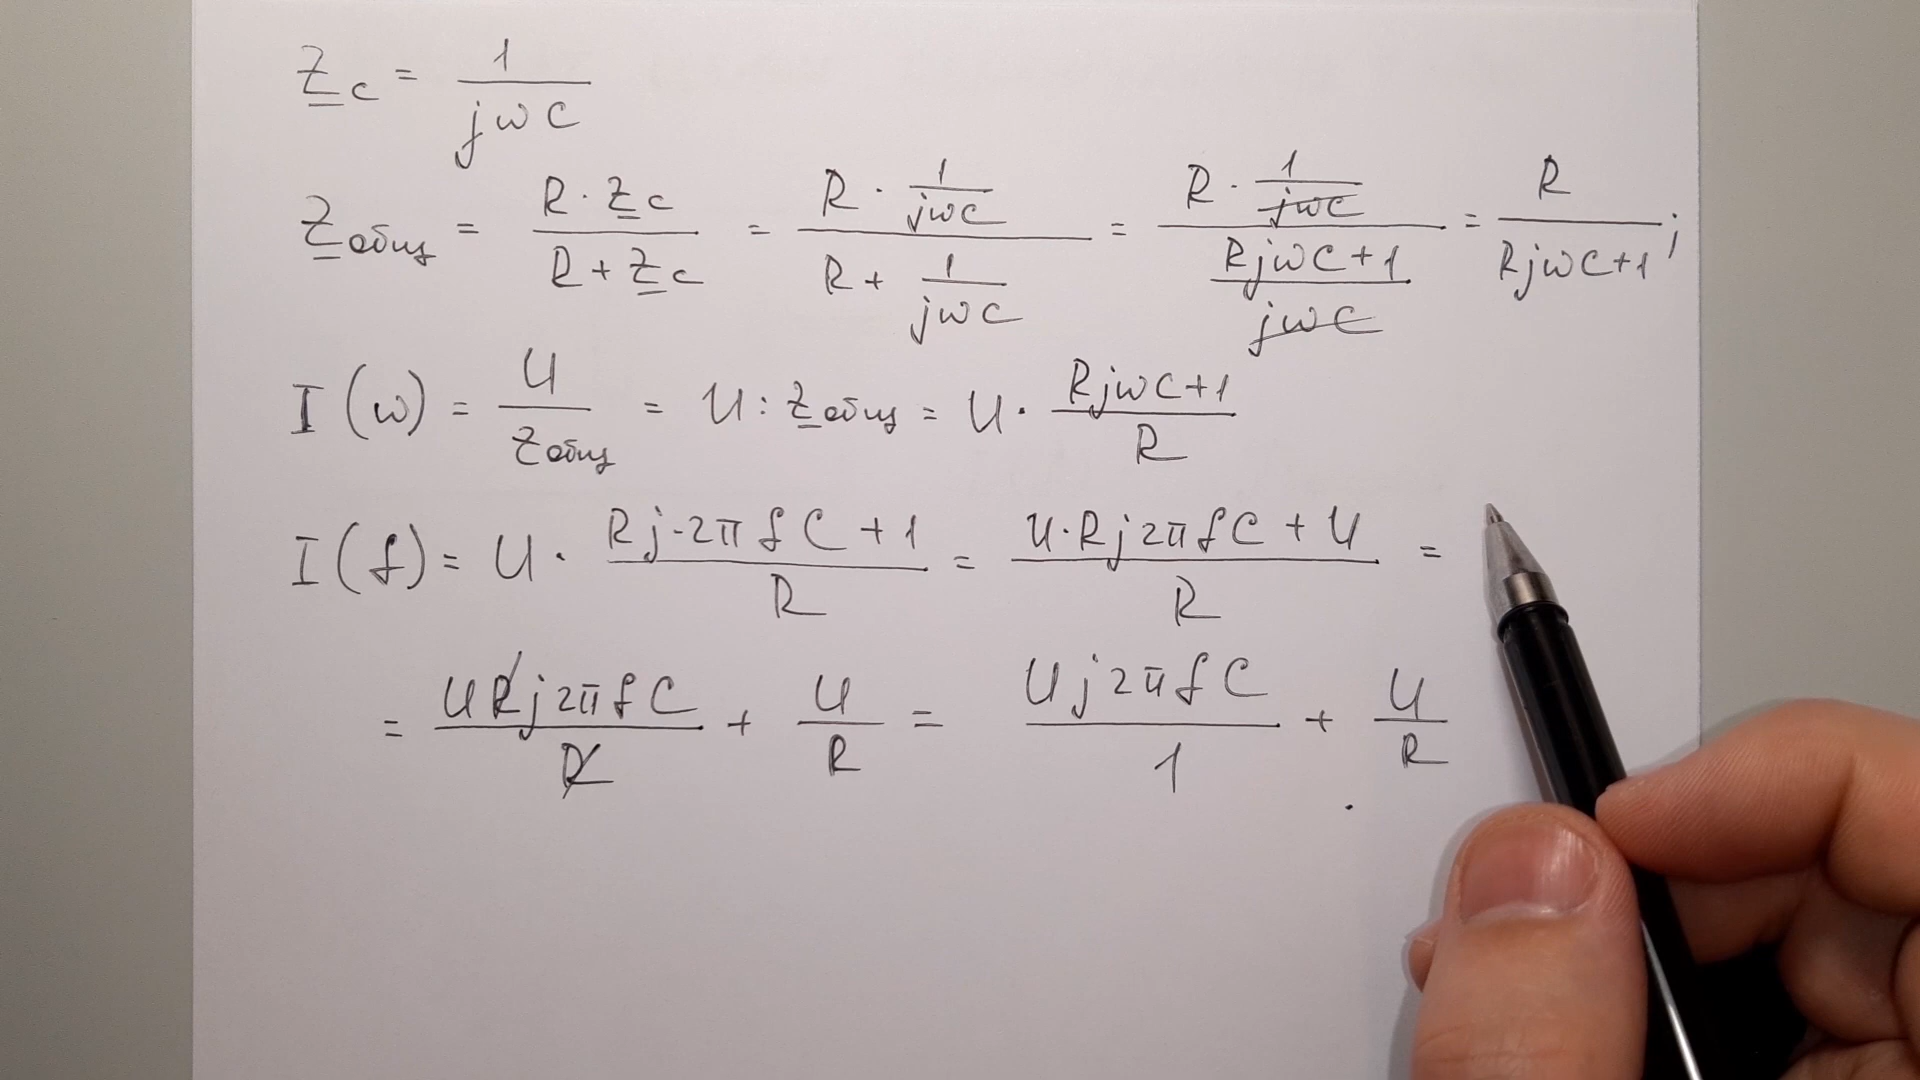 Z_c = 1 / jωC
Z_общ = (R · Z_c) / (R + Z_c) = (R · 1/jωC) / (R + 1/jωC) = (R · 1/jωC) / ((RjωC+1)/jωC) = R / (RjωC+1);
I(ω) = U / Z_общ = U : Z_общ = U · (RjωC+1) / R
I(f) = U · (Rj·2πfC + 1) / R = (U·Rj2πfC + U) / R =
= URj2πfC / R + U / R = Uj2πfC / 1 + U / R